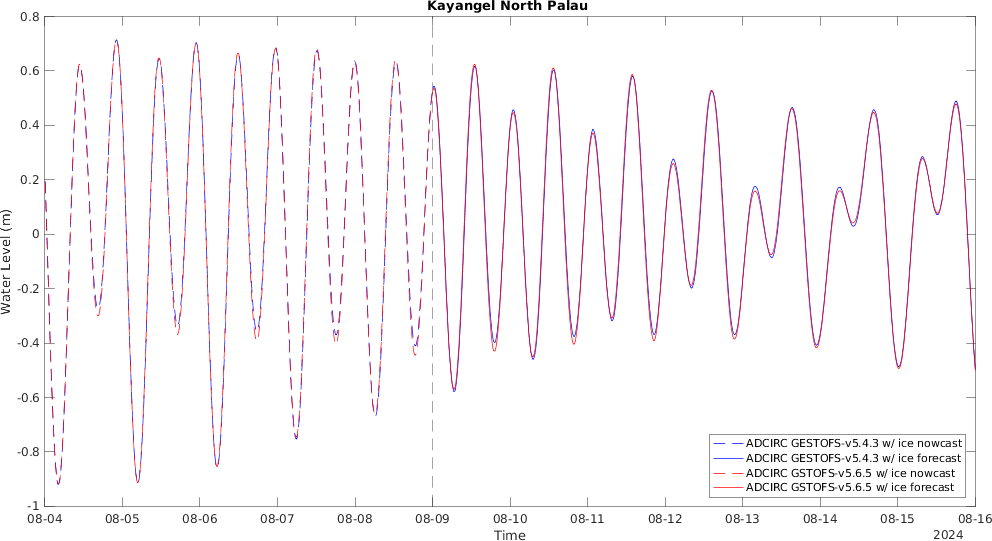 Kayangel North Palau
0.8
0.6
0.4
0.2
0
-0.2
-0.4
-0.6
-0.8
-1
Water Level (m)
08-04 08-05 08-06 08-07 08-08 08-09 08-10 08-11 08-12 08-13 08-14 08-15 08-16
Time
2024
ADCIRC GESTOFS-v5.4.3 w/ ice nowcast
ADCIRC GESTOFS-v5.4.3 w/ ice forecast
ADCIRC GSTOFS-v5.6.5 w/ ice nowcast
ADCIRC GSTOFS-v5.6.5 w/ ice forecast